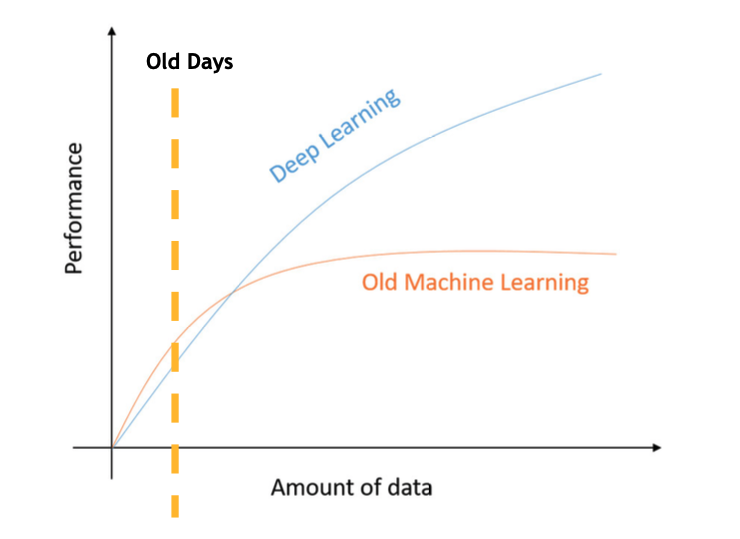 Old Days
Deep Learning
Performance
Old Machine Learning
Amount of data